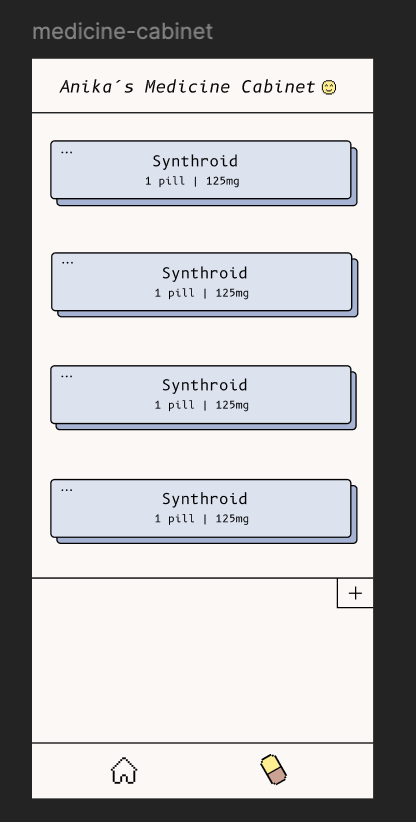 medicine-cabinet
Anika´s Medicine Cabinet
...
Synthroid
1 pill | 125mg
...
Synthroid
1 pill | 125mg
...
Synthroid
1 pill | 125mg
...
Synthroid
1 pill | 125mg
+